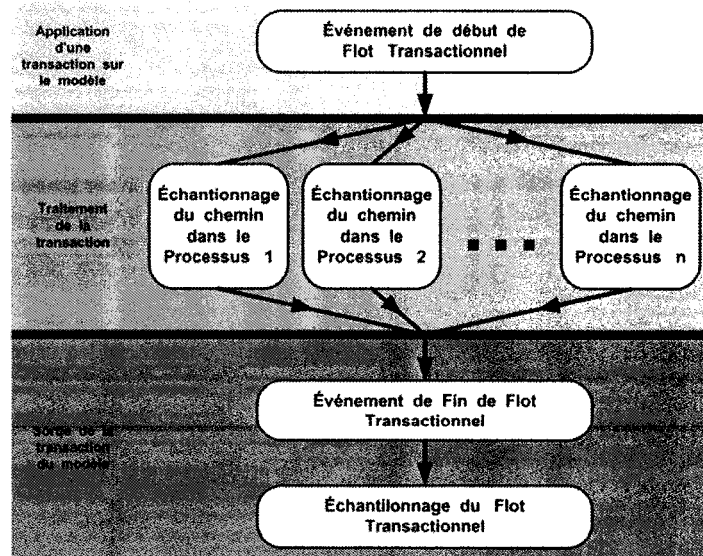 Application
d'une
transaction sur
le modèle
Événement de début de
Flot Transactionnel
Traitement
de la
transaction
Échantionnage
du chemin
dans le
Processus 1
Échantionnage
du chemin
dans le
Processus 2
Échantionnage
du chemin
dans le
Processus n
Sortie de la
transaction
du modèle
Événement de Fin de Flot
Transactionnel
Échantilonnage du Flot
Transactionnel